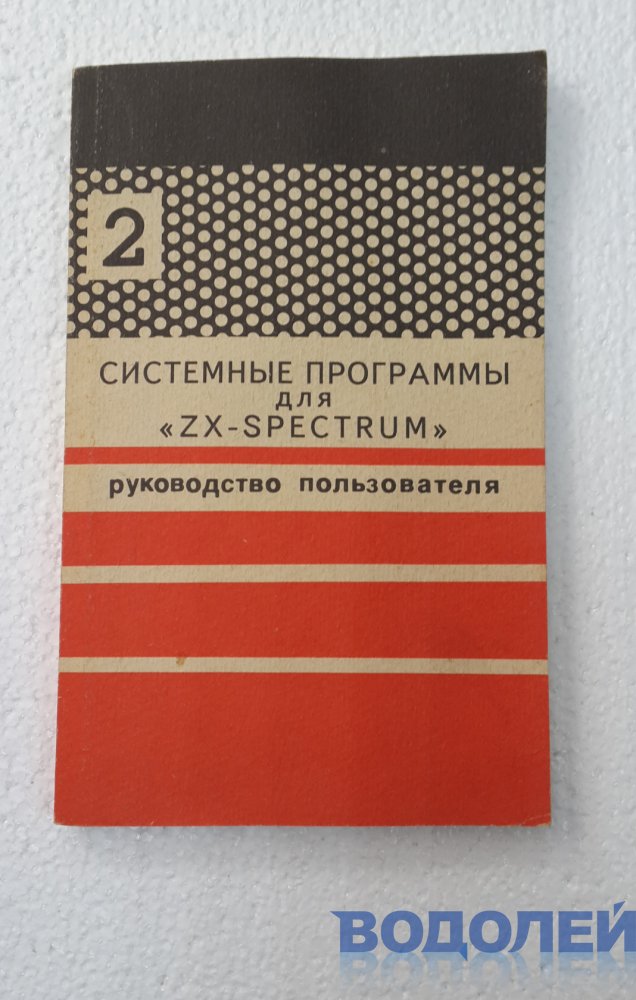 2
СИСТЕМНЫЕ ПРОГРАММЫ
для
«ZX-SPECTRUM»
руководство пользователя
ВОДОЛЕЙ